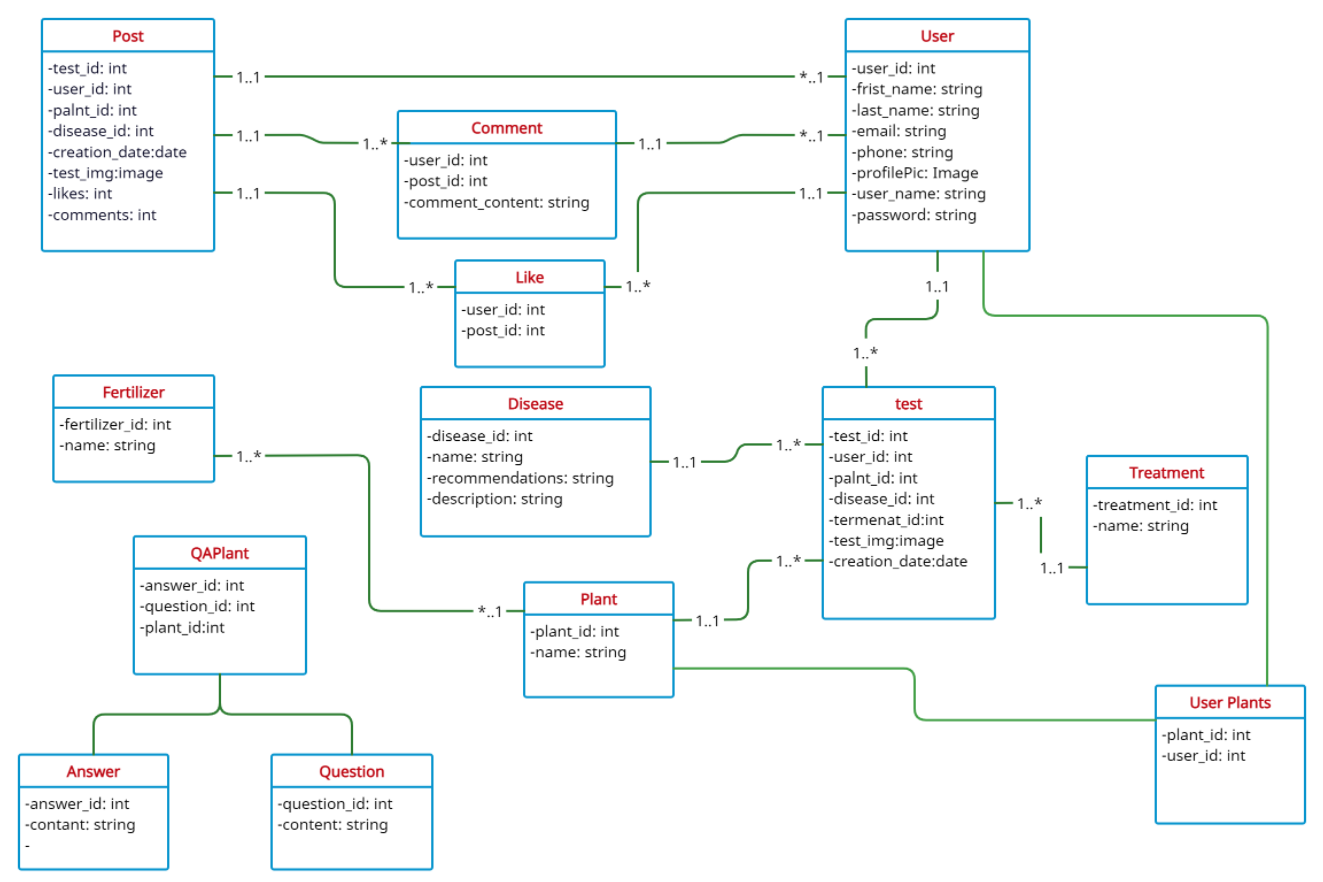 Post
-test_id: int
-user_id: int
-palnt_id: int
-disease_id: int
-creation_date:date
-test_img:image
-likes: int
-comments: int
1..1
*..1
1..1
1..*
1..1
*..1
1..1
1..*
1..*
1..1
User
-user_id: int
-frist_name: string
-last_name: string
-email: string
-phone: string
-profilePic: Image
-user_name: string
-password: string
Comment
-user_id: int
-post_id: int
-comment_content: string
Like
-user_id: int
-post_id: int
1..1
1..*
Fertilizer
-fertilizer_id: int
-name: string
1..*
*..1
Disease
-disease_id: int
-name: string
-recommendations: string
-description: string
1..1
1..*
test
-test_id: int
-user_id: int
-palnt_id: int
-disease_id: int
-termenat_id:int
-test_img:image
-creation_date:date
1..*
1..1
Treatment
-treatment_id: int
-name: string
QAPlant
-answer_id: int
-question_id: int
-plant_id:int
Plant
-plant_id: int
-name: string
1..1
1..*
User Plants
-plant_id: int
-user_id: int
Answer
-answer_id: int
-contant: string
-
Question
-question_id: int
-content: string